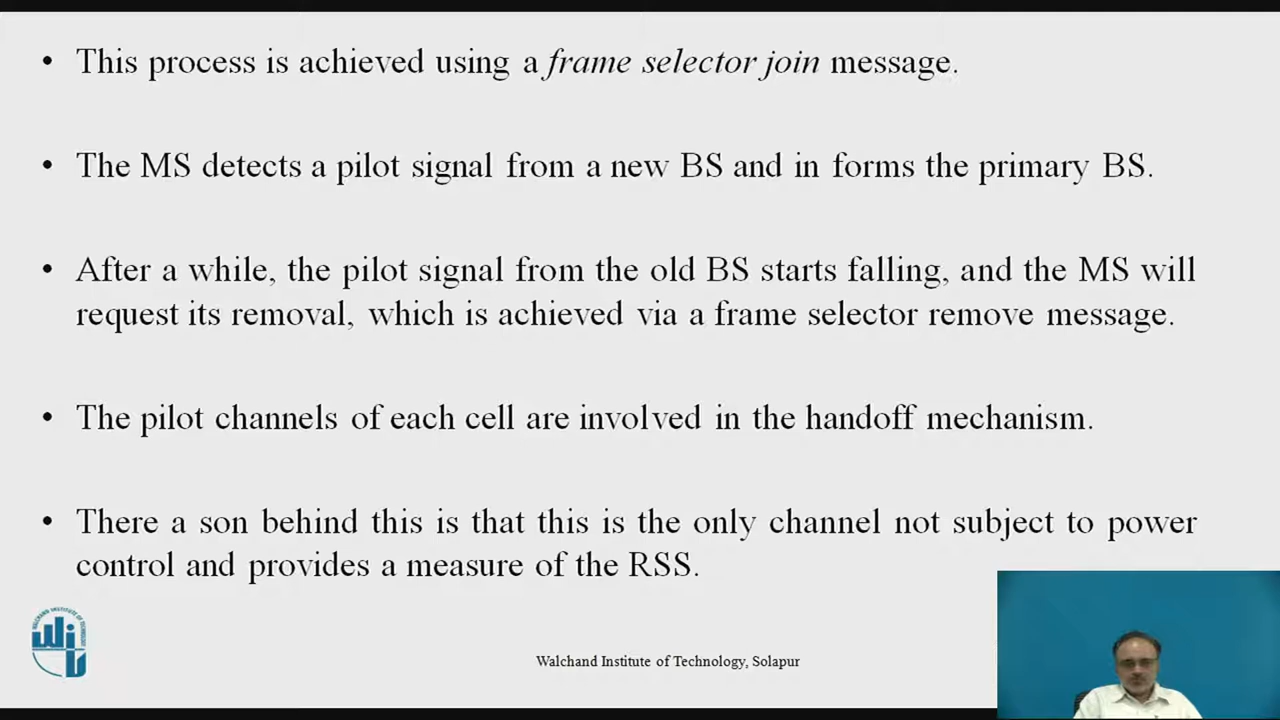 • This process is achieved using a frame selector join message.
• The MS detects a pilot signal from a new BS and in forms the primary BS.
• After a while, the pilot signal from the old BS starts falling, and the MS will
request its removal, which is achieved via a frame selector remove message.
• The pilot channels of each cell are involved in the handoff mechanism.
• There a son behind this is that this is the only channel not subject to power
control and provides a measure of the RSS.
Walchand Institute of Technology, Solapur